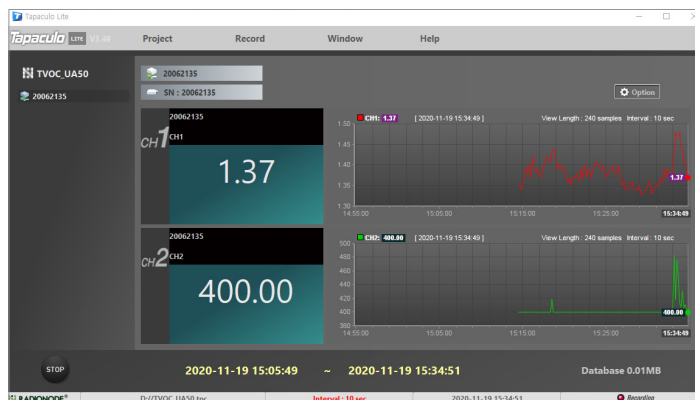 Tapaculo Lite
Tapaculo LITE V1.40
Project Record Window Help
TVOC_UA50
20062135
20062135
SN : 20062135
Option
CH1
20062135
CH1
1.37
CH1: 1.37 [ 2020-11-19 15:34:49 ] View Length : 240 samples Interval : 10 sec
1.50
1.45
1.40
1.35
1.30
1.37
14:55:00 15:05:00 15:15:00 15:25:00 15:34:49
CH2
20062135
CH2
400.00
CH2: 400.00 [ 2020-11-19 15:34:49 ] View Length : 240 samples Interval : 10 sec
500
480
460
440
420
400
380
400.00
14:55:00 15:05:00 15:15:00 15:25:00 15:34:49
STOP
2020-11-19 15:05:49 ~ 2020-11-19 15:34:51
Database 0.01MB
RADIONODE® D://TVOC_UA50.tpc Interval : 10 sec 2020-11-19 15:34:51 Recording